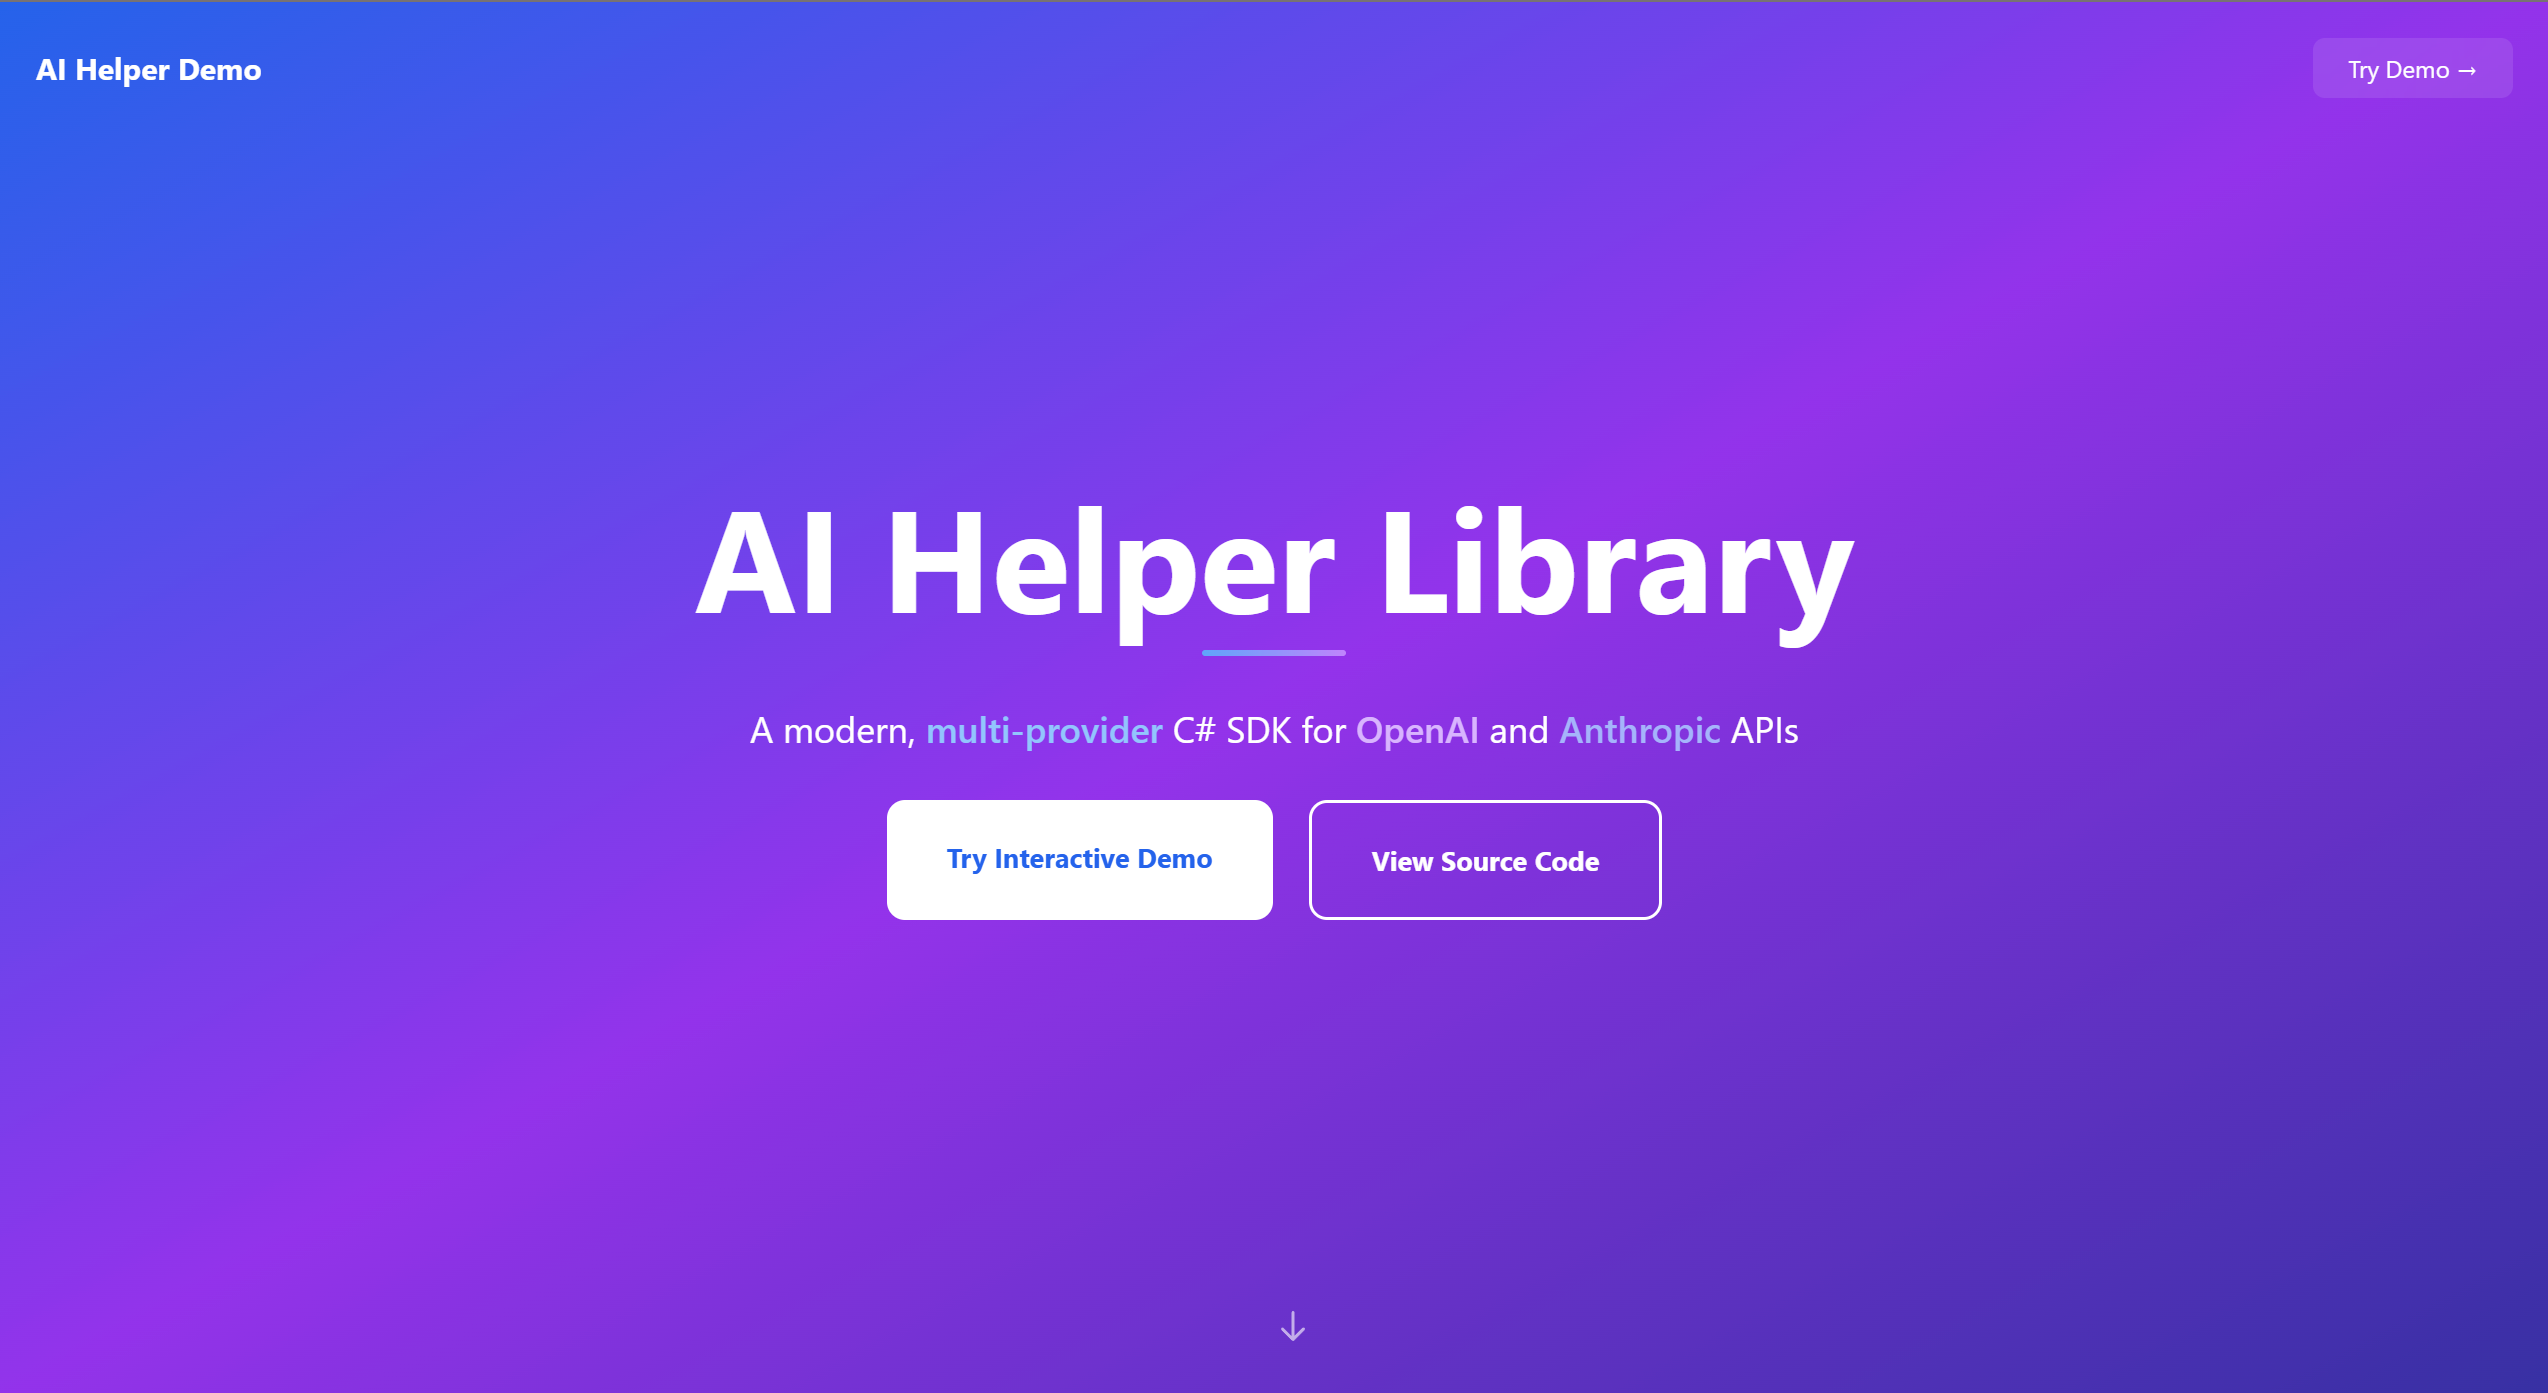 AI Helper Demo
Try Demo →
AI Helper Library
A modern, multi-provider C# SDK for OpenAI and Anthropic APIs
Try Interactive Demo
View Source Code